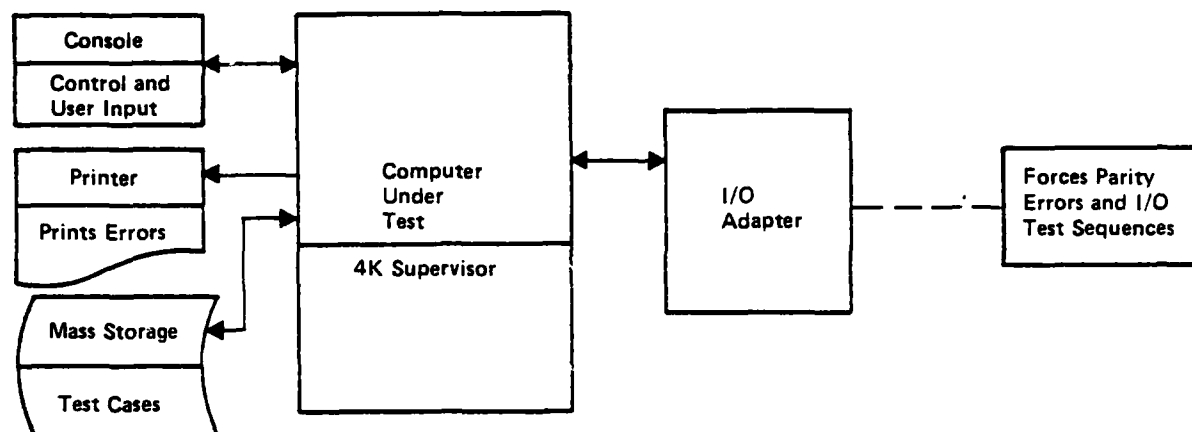 Console
Control and
User Input
Printer
Prints Errors
Mass Storage
Test Cases
Computer
Under
Test
4K Supervisor
I/O
Adapter
Forces Parity
Errors and I/O
Test Sequences